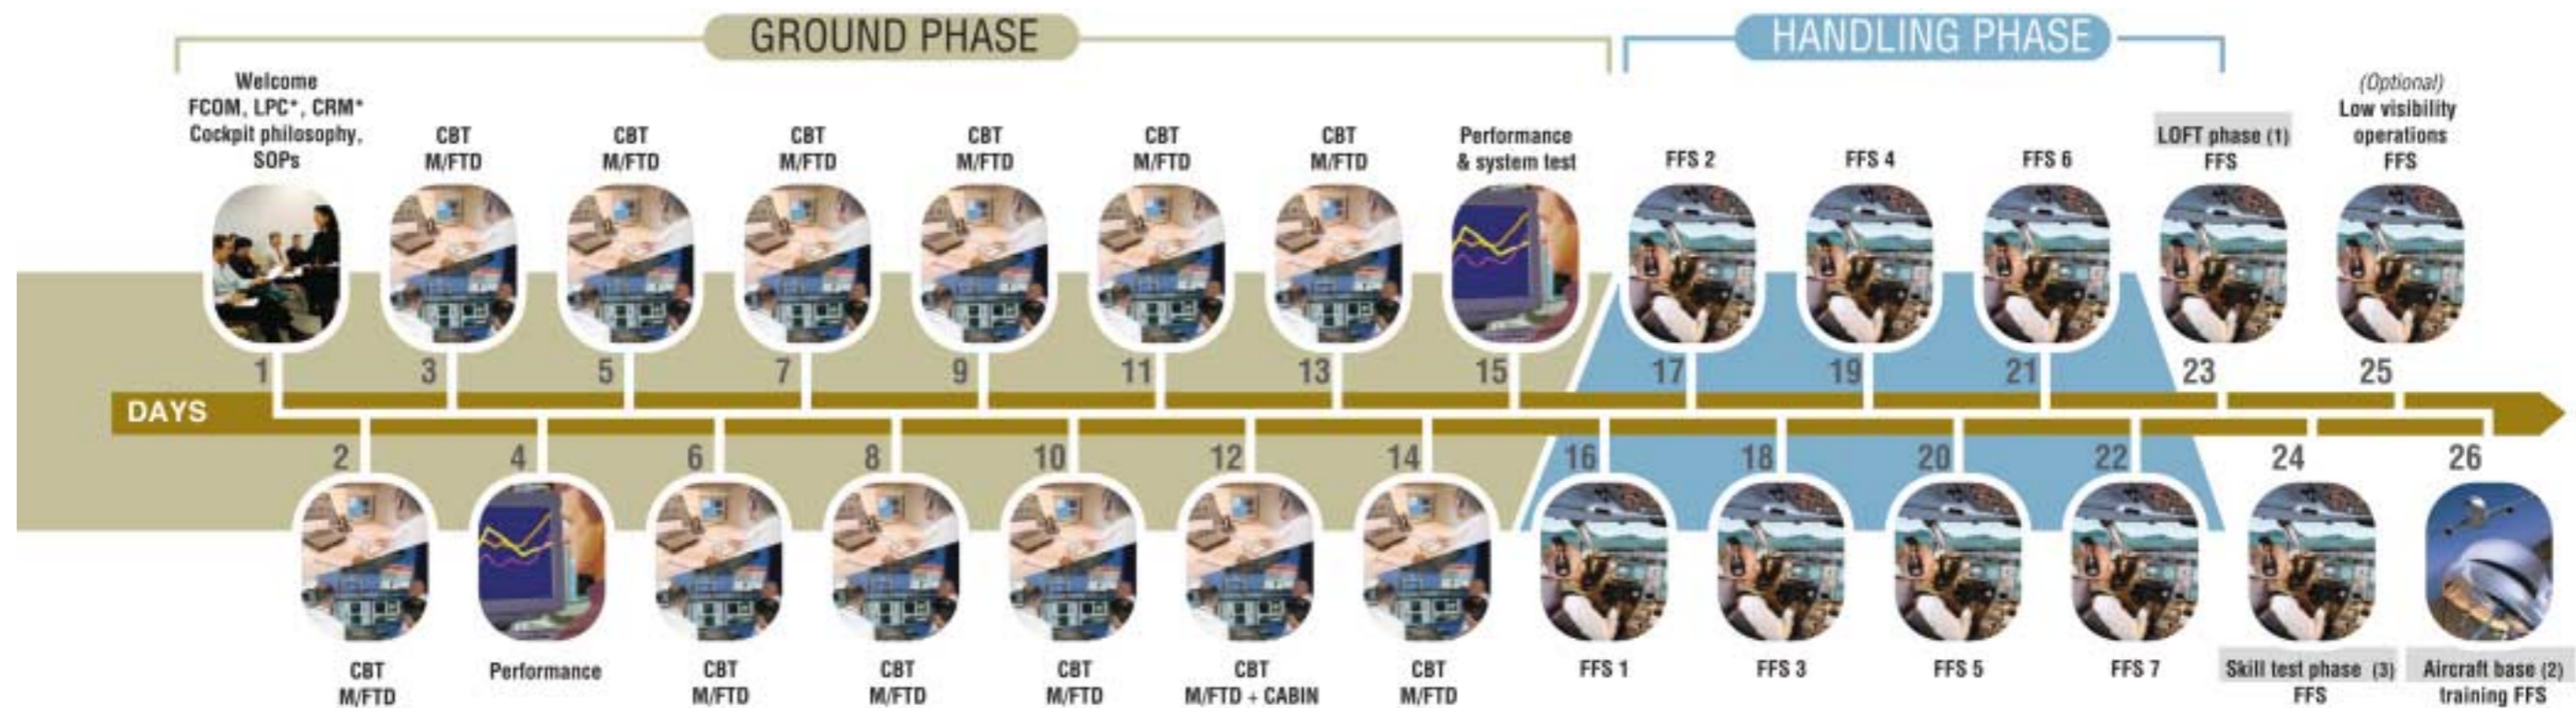 GROUND PHASE
HANDLING PHASE
Welcome
FCOM, LPC*, CRM*
Cockpit philosophy,
SOPs
CBT
M/FTD
CBT
M/FTD
CBT
M/FTD
CBT
M/FTD
CBT
M/FTD
CBT
M/FTD
Performance
& system test
FFS 2
FFS 4
FFS 6
LOFT phase (1)
FFS
(Optional)
Low visibility
operations
FFS
1 3 5 7 9 11 13 15 17 19 21 23 25
DAYS
2 4 6 8 10 12 14 16 18 20 22 24 26
CBT
M/FTD
Performance
CBT
M/FTD
CBT
M/FTD
CBT
M/FTD
CBT
M/FTD + CABIN
CBT
M/FTD
FFS 1
FFS 3
FFS 5
FFS 7
Skill test phase (3)
FFS
Aircraft base (2)
training FFS